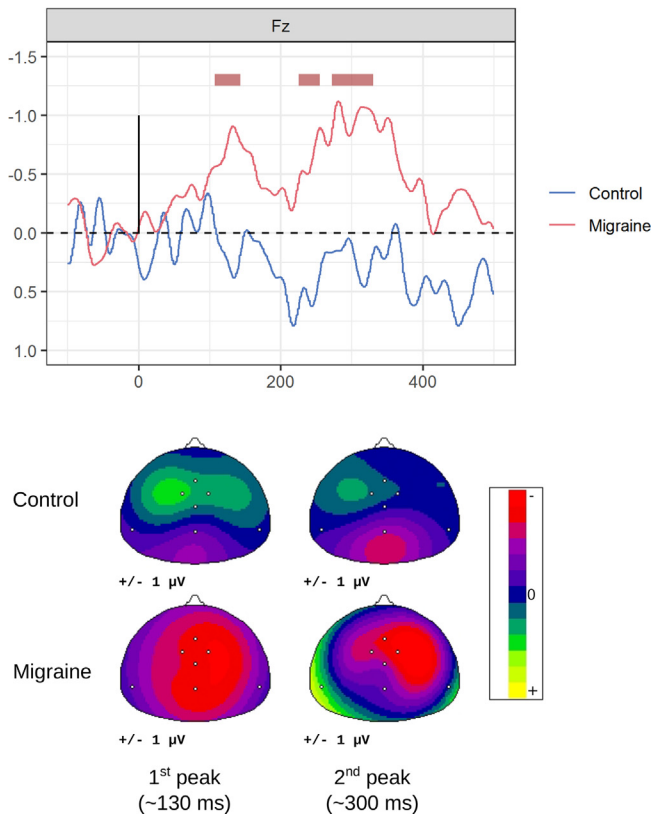 Fz
-1.5
-1.0
-0.5
0.0
0.5
1.0
0 200 400
Control
Migraine
Control
+/- 1 µV +/- 1 µV
Migraine
+/- 1 µV +/- 1 µV
-
0
+
1st peak 2nd peak
(~130 ms) (~300 ms)